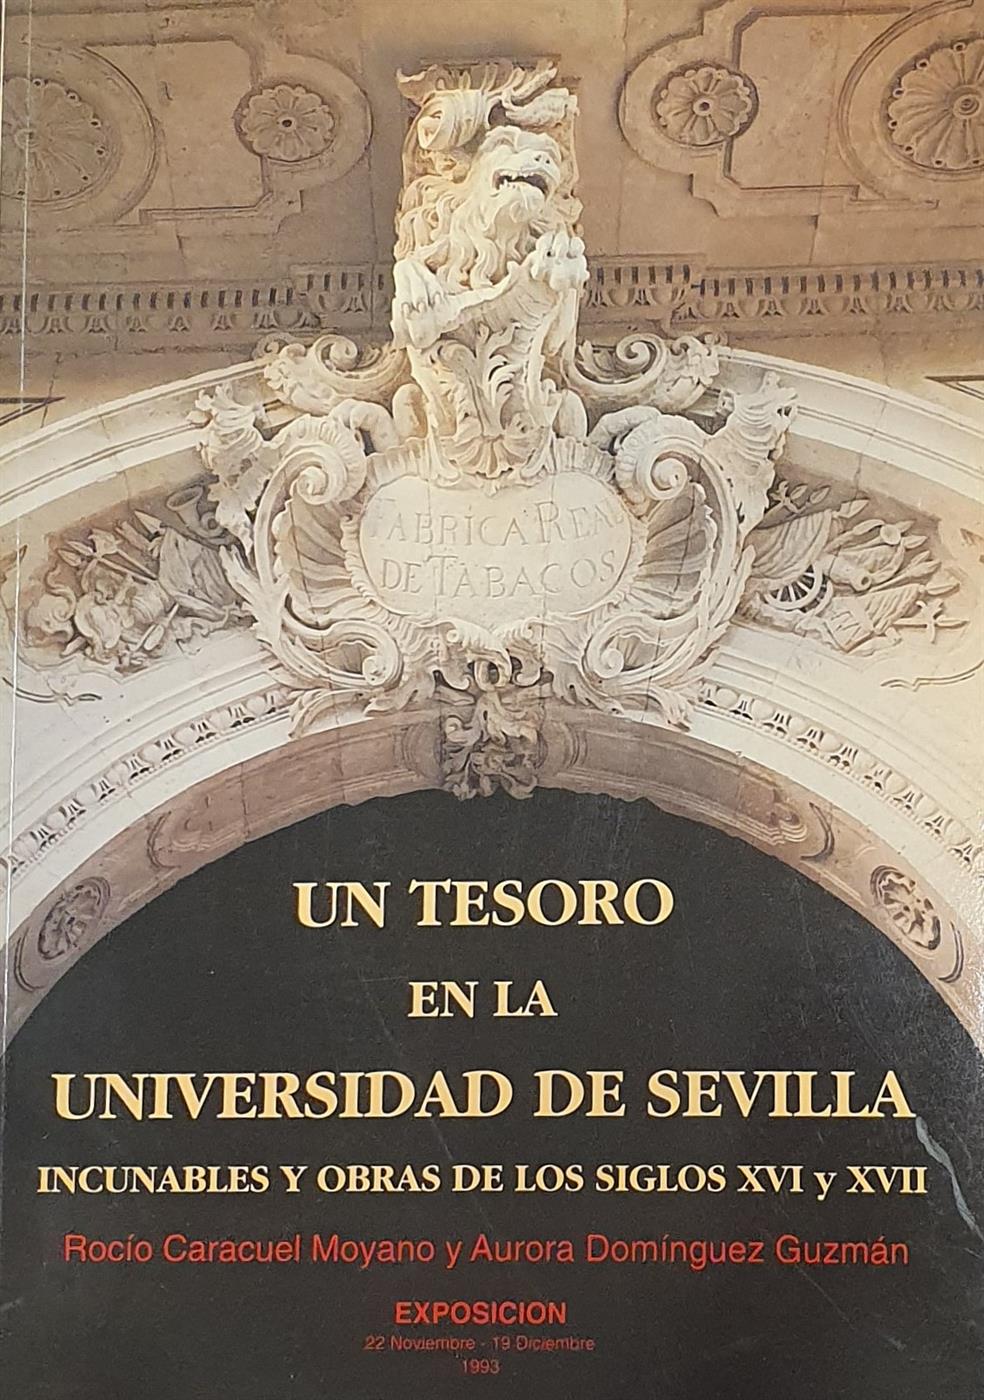 FABRICA REAL
DE TABACOS
UN TESORO
EN LA
UNIVERSIDAD DE SEVILLA
INCUNABLES Y OBRAS DE LOS SIGLOS XVI y XVII
Rocío Caracuel Moyano y Aurora Domínguez Guzmán
EXPOSICION
22 Noviembre - 19 Diciembre
1993